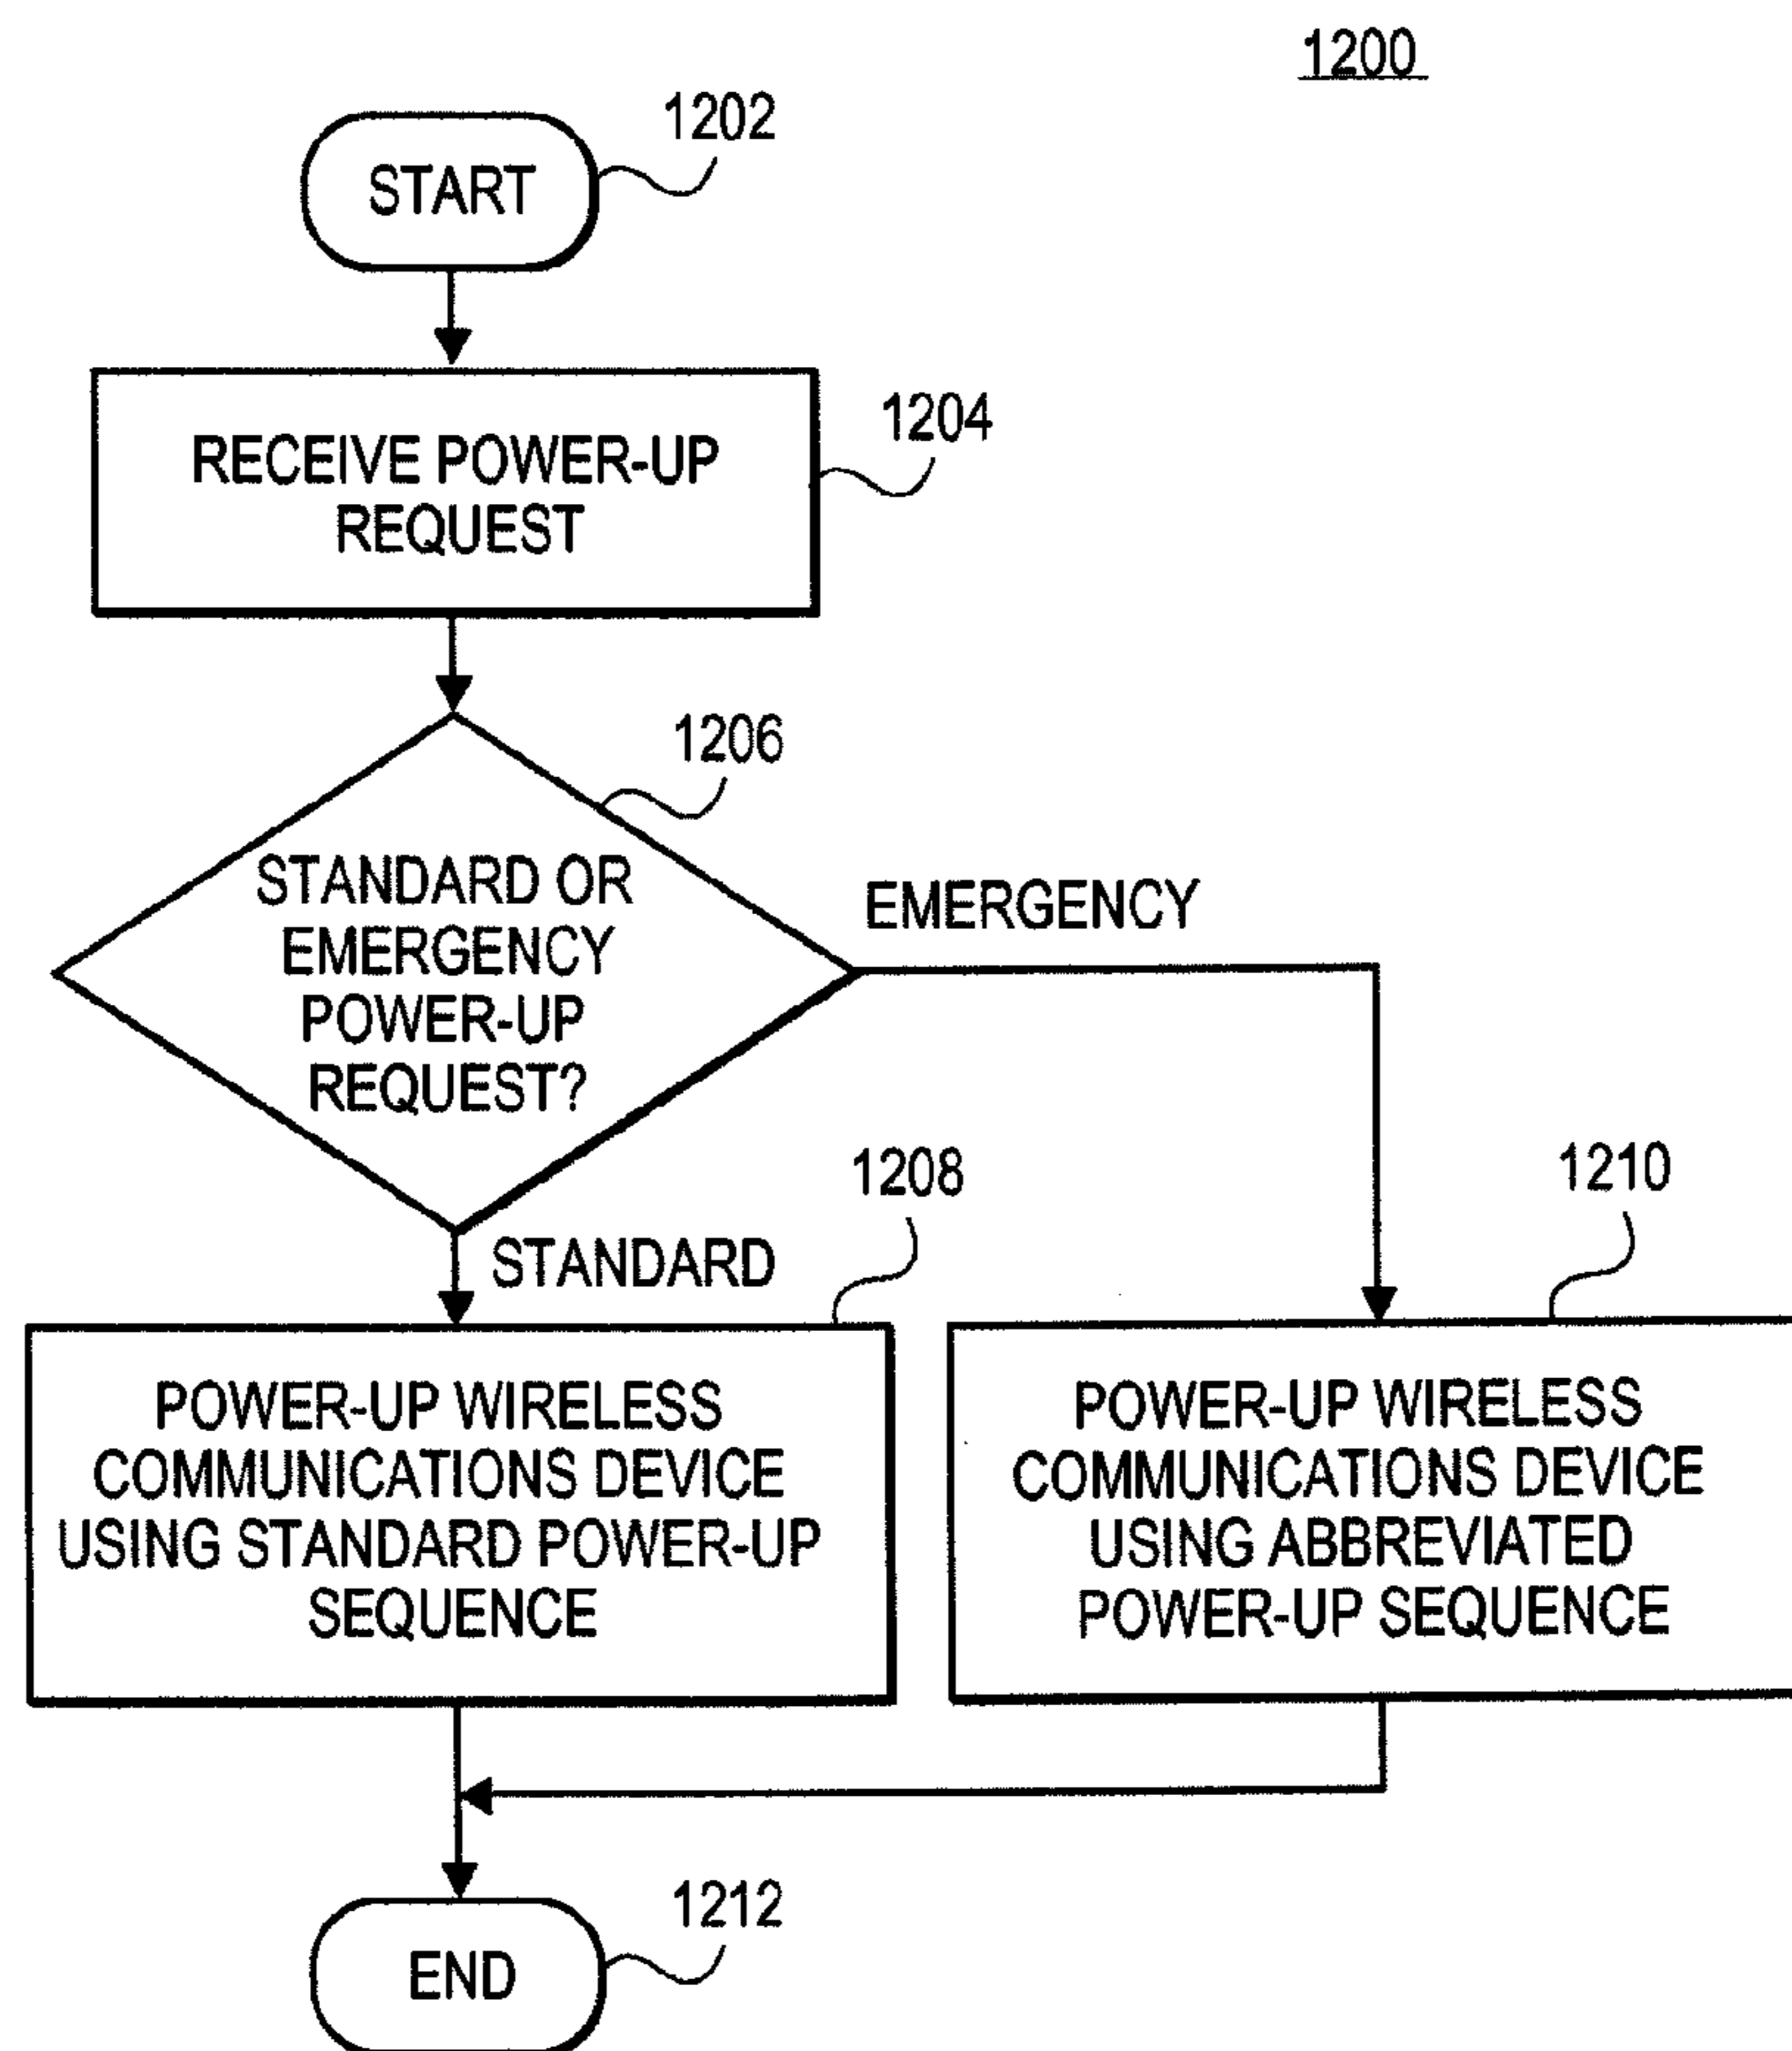 1200
1202
START
1204
RECEIVE POWER-UP
REQUEST
1206
STANDARD OR
EMERGENCY
POWER-UP
REQUEST?
EMERGENCY
STANDARD
1208
POWER-UP WIRELESS
COMMUNICATIONS DEVICE
USING STANDARD POWER-UP
SEQUENCE
1210
POWER-UP WIRELESS
COMMUNICATIONS DEVICE
USING ABBREVIATED
POWER-UP SEQUENCE
1212
END